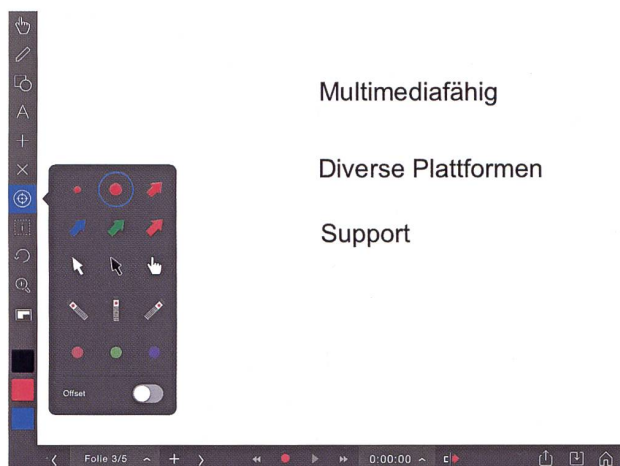 Multimediafähig
Diverse Plattformen
Support
A
Offset
Folie 3/5
0:00:00